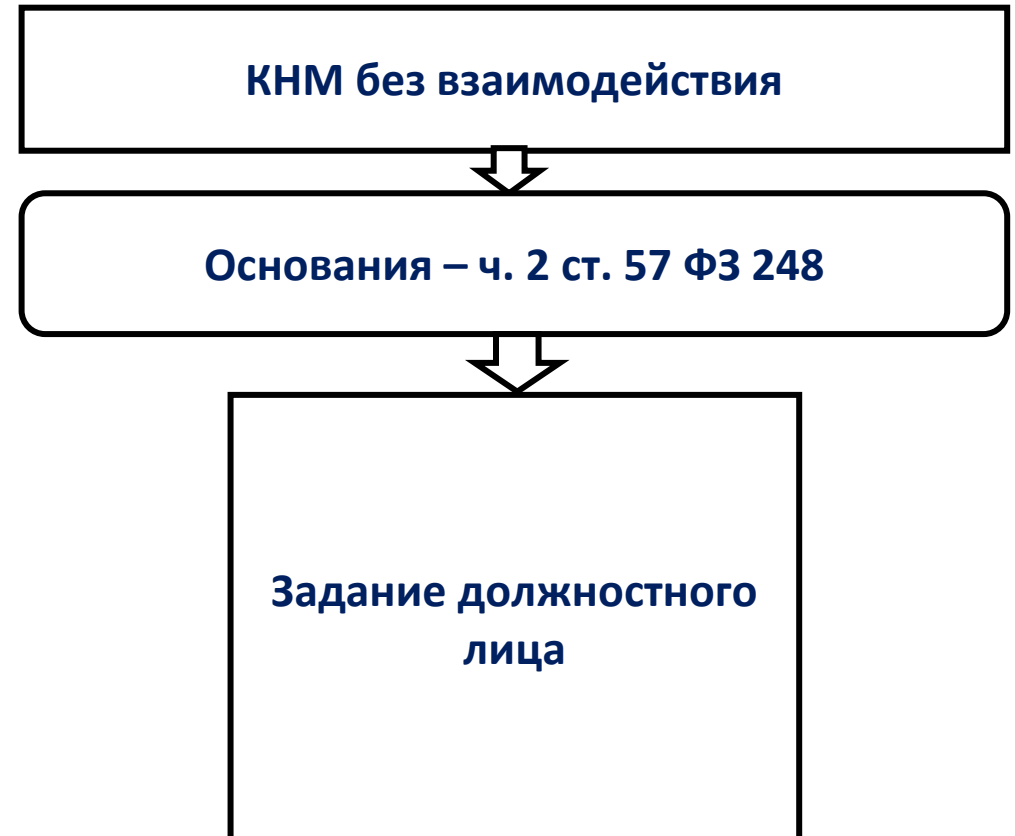 КНМ без взаимодействия
Основания – ч. 2 ст. 57 ФЗ 248
Задание должностного
лица